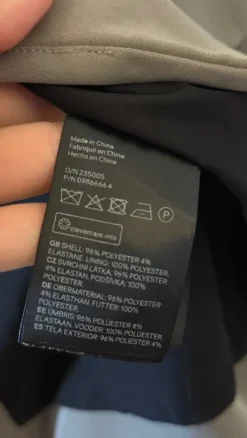 Made in China
Fabriqué en Chine
Hecho en China
O/N 235005
P/N 0986666 4
P
clevercare.info
GB SHELL: 96% POLYESTER 4%
ELASTANE. LINING: 100% POLYESTER.
CZ SVRCHNÍ LÁTKA: 96% POLYESTER,
4% ELASTAN, PODŠÍVKA: 100%
POLYESTER
DE OBERMATERIAL: 96% POLYESTER
4% ELASTHAN. FUTTER: 100%
POLYESTER
EE ÜMBRIS: 96% POLÜESTER 4%
ELASTAAN, VOODER: 100% POLÜESTER
ES TELA EXTERIOR: 96% POLIÉSTER 4%